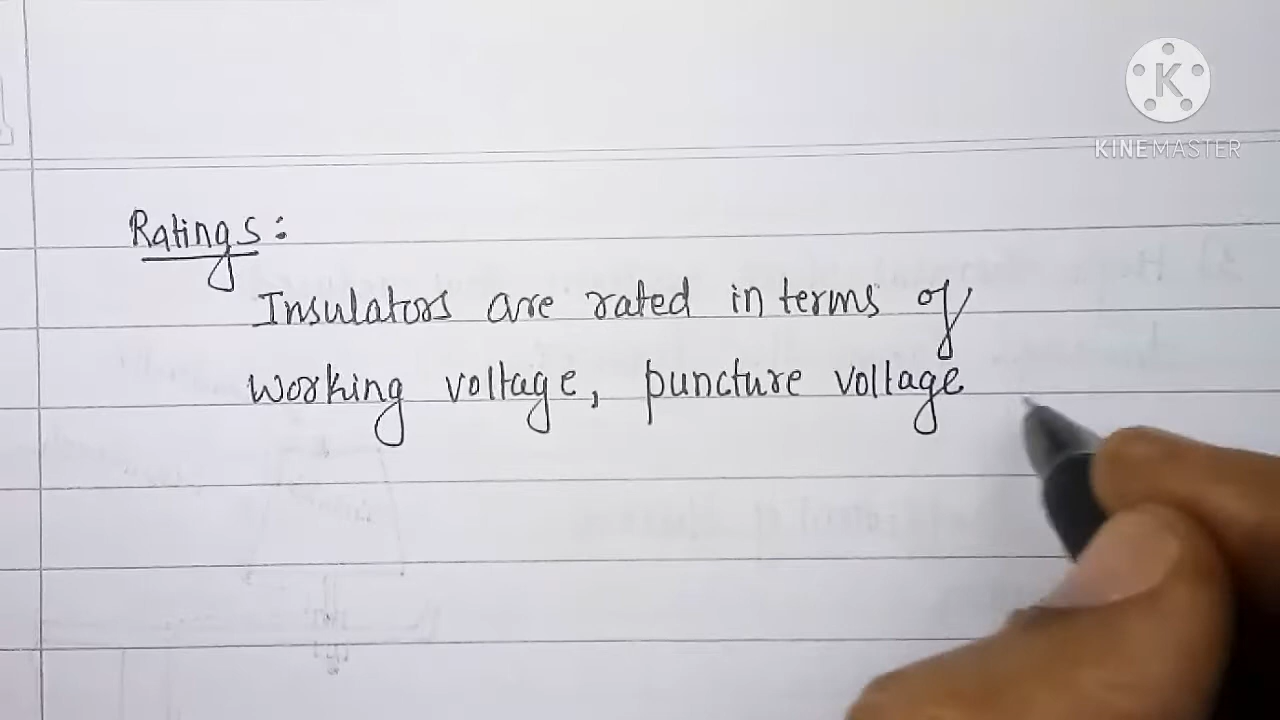 K
KINEMASTER
Ratings:
Insulators are rated in terms of
working voltage, puncture voltage